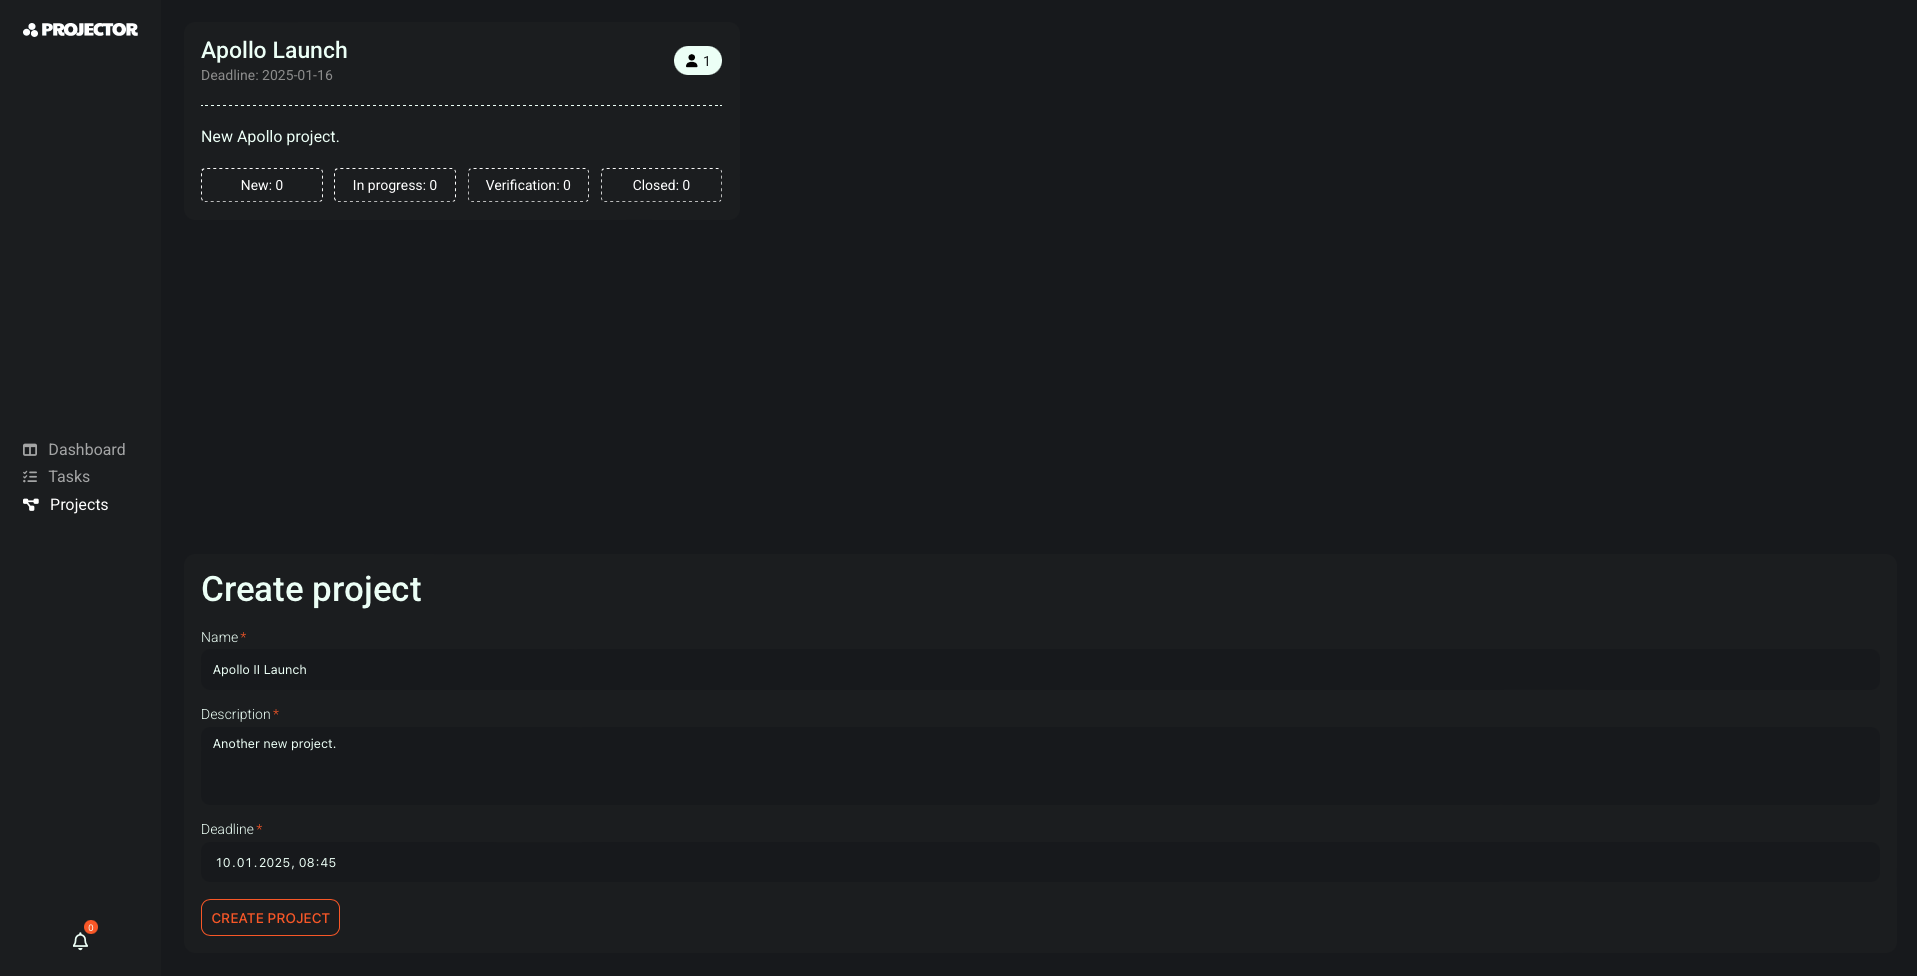 PROJECTOR
Apollo Launch
Deadline: 2025-01-16
1
New Apollo project.
New: 0
In progress: 0
Verification: 0
Closed: 0
Dashboard
Tasks
Projects
Create project
Name*
Apollo II Launch
Description*
Another new project.
Deadline*
10.01.2025, 08:45
CREATE PROJECT
0